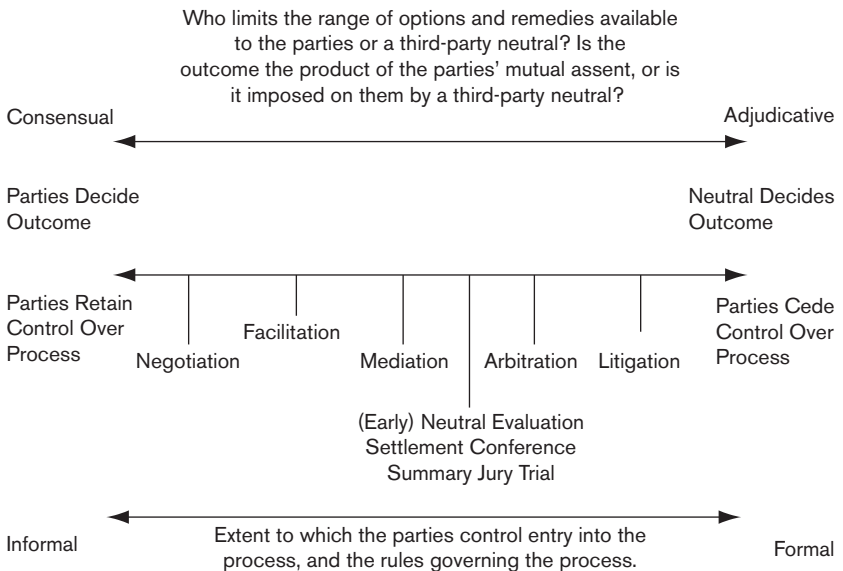 Who limits the range of options and remedies available
to the parties or a third-party neutral? Is the
outcome the product of the parties’ mutual assent, or is
it imposed on them by a third-party neutral?
Consensual
Adjudicative
Parties Decide
Outcome
Neutral Decides
Outcome
Parties Retain
Control Over
Process
Negotiation
Facilitation
Mediation
Arbitration
Litigation
Parties Cede
Control Over
Process
(Early) Neutral Evaluation
Settlement Conference
Summary Jury Trial
Informal
Extent to which the parties control entry into the
process, and the rules governing the process.
Formal